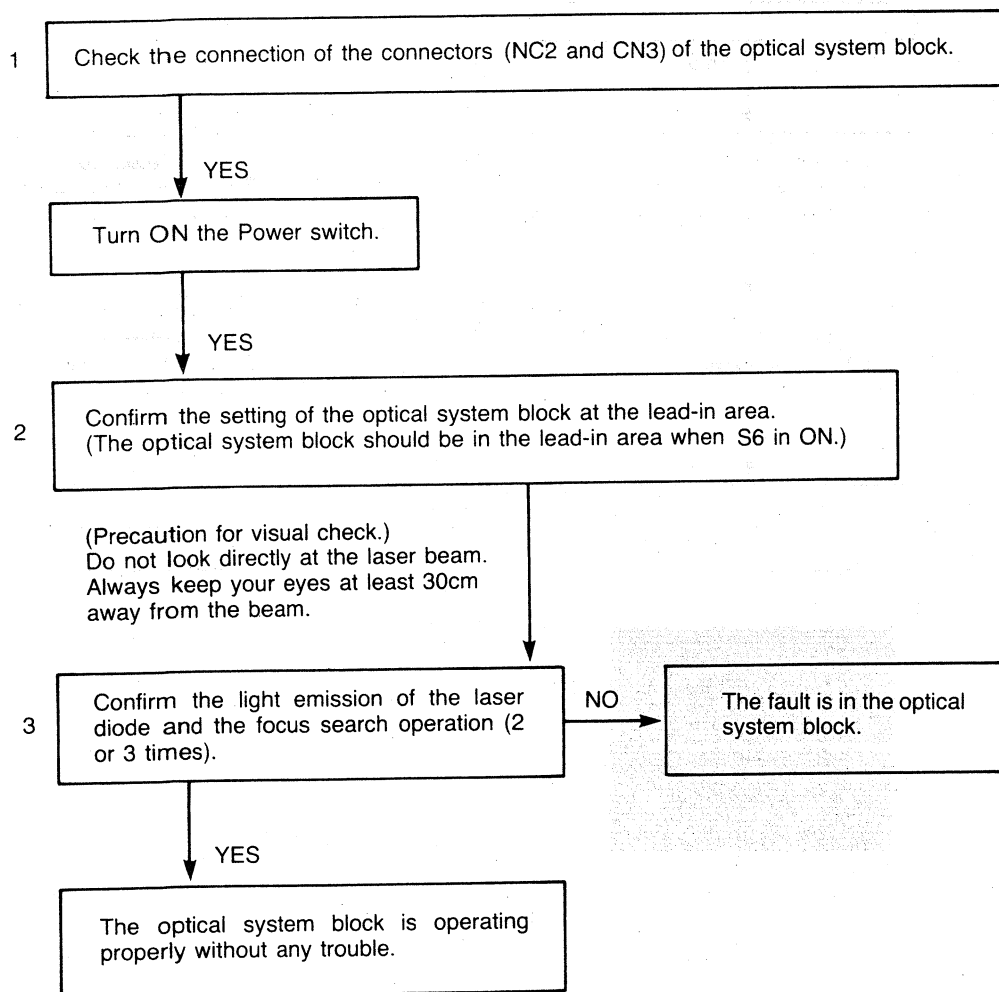 1
Check the connection of the connectors (NC2 and CN3) of the optical system block.
YES
Turn ON the Power switch.
YES
2
Confirm the setting of the optical system block at the lead-in area.
(The optical system block should be in the lead-in area when S6 in ON.)
(Precaution for visual check.)
Do not look directly at the laser beam.
Always keep your eyes at least 30cm
away from the beam.
3
Confirm the light emission of the laser
diode and the focus search operation (2
or 3 times).
NO
The fault is in the optical
system block.
YES
The optical system block is operating
properly without any trouble.